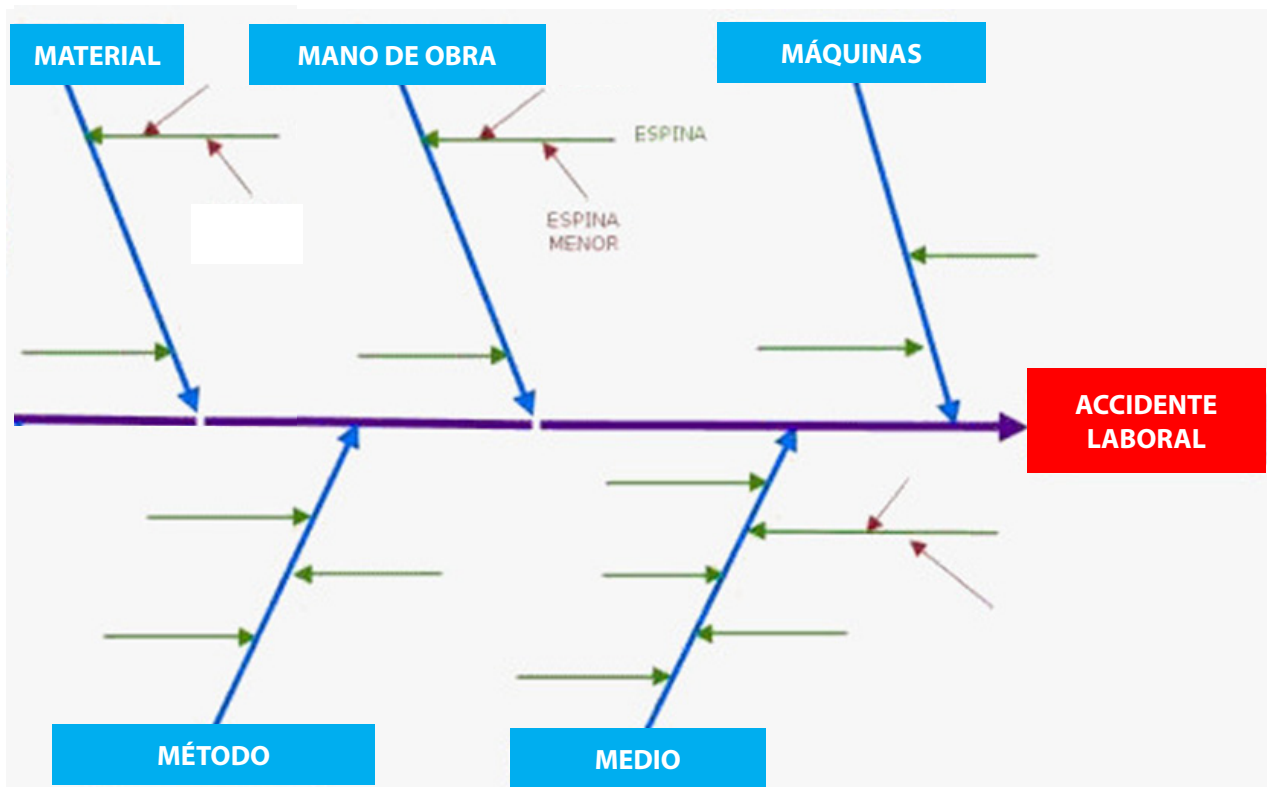 MATERIAL
MANO DE OBRA
MÁQUINAS
ESPINA
ESPINA
MENOR
ACCIDENTE
LABORAL
MÉTODO
MEDIO